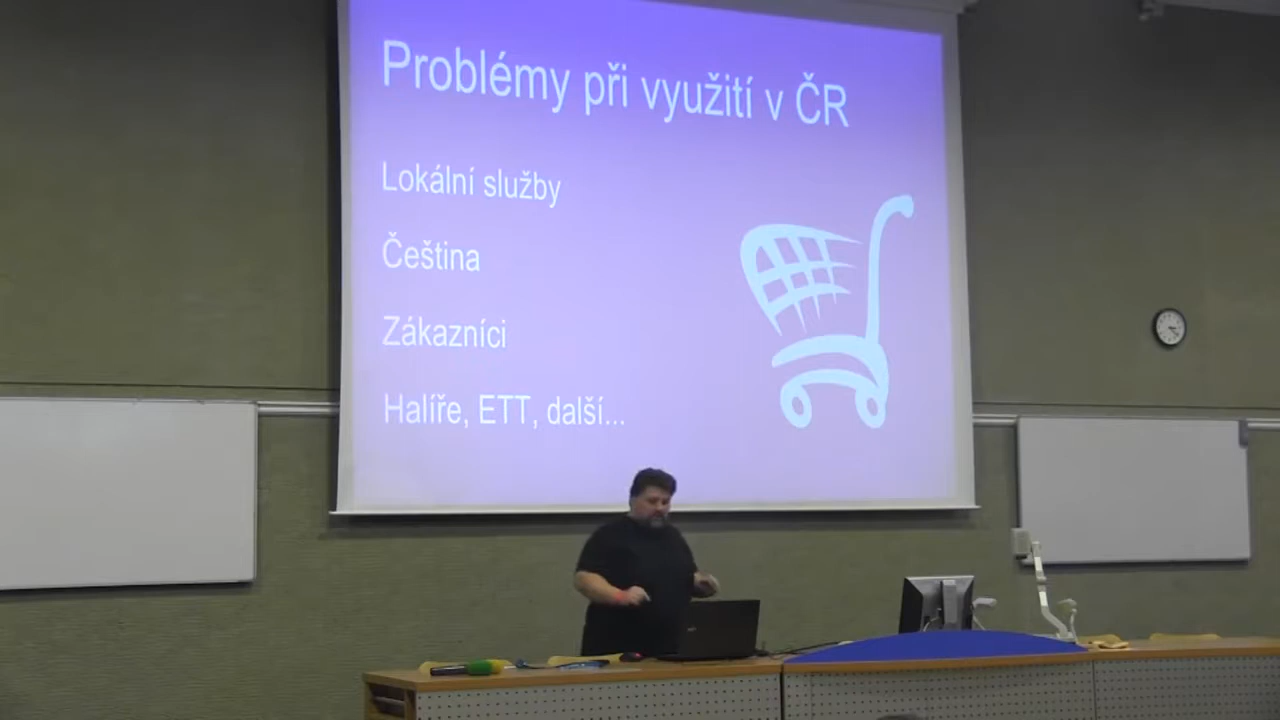 Problémy při využití v ČR
Lokální služby
Čeština
Zákazníci
Halíře, ETT, další...